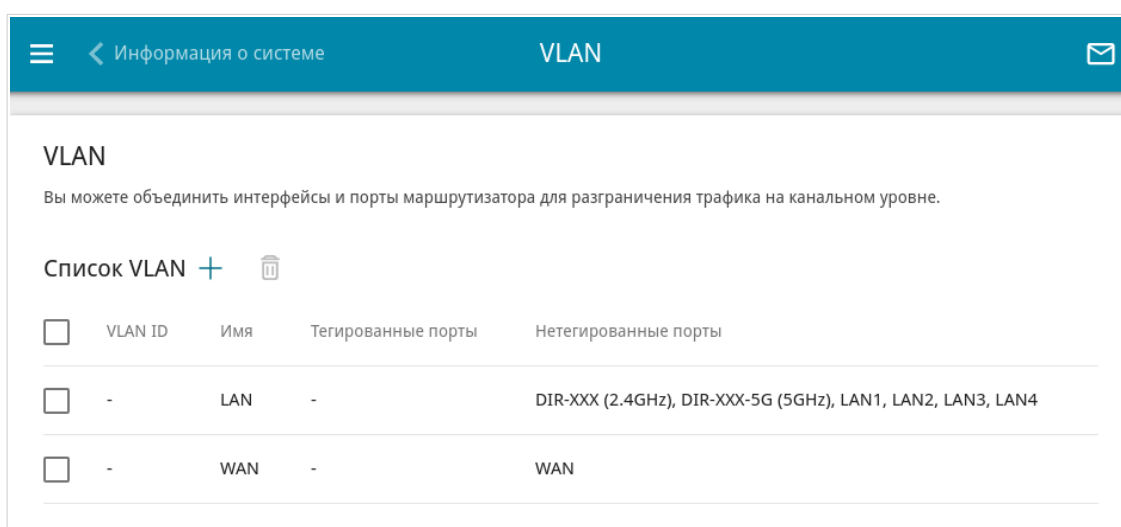 Информация о системе VLAN
VLAN
Вы можете объединить интерфейсы и порты маршрутизатора для разграничения трафика на канальном уровне.
Список VLAN
VLAN ID Имя Тегированные порты Нетегированные порты
- LAN - DIR-XXX (2.4GHz), DIR-XXX-5G (5GHz), LAN1, LAN2, LAN3, LAN4
- WAN - WAN